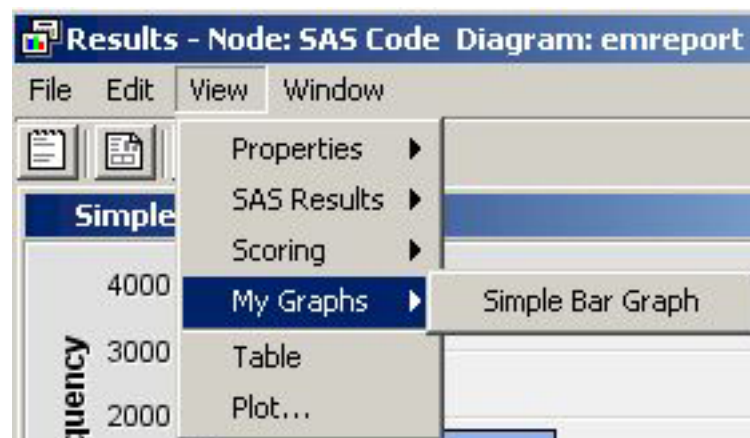 Results - Node: SAS Code Diagram: emreport
File Edit View Window
Properties
SAS Results
Scoring
My Graphs
Table
Plot...
Simple Bar Graph
Simple
4000
3000
2000